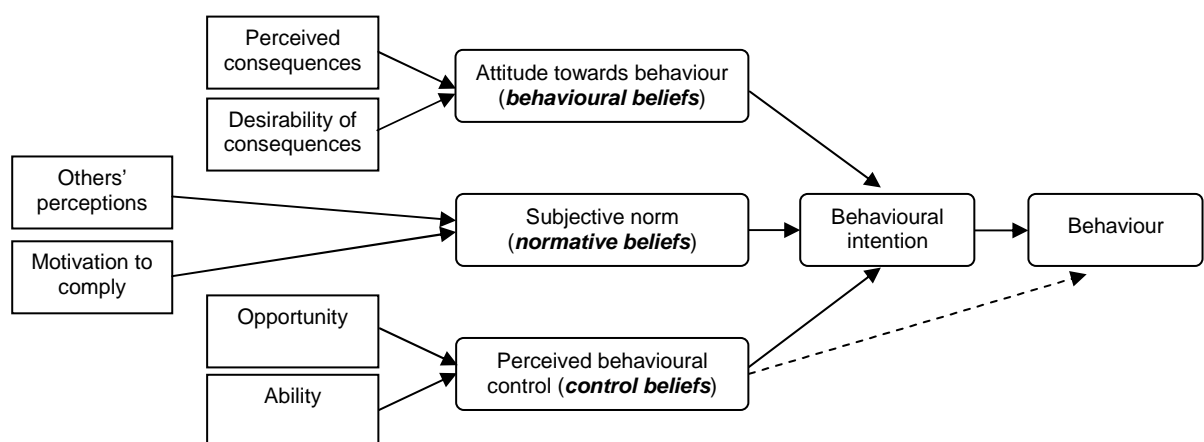 Perceived
consequences
Desirability of
consequences
Others'
perceptions
Motivation to
comply
Opportunity
Ability
Attitude towards behaviour
(behavioural beliefs)
Subjective norm
(normative beliefs)
Perceived behavioural
control (control beliefs)
Behavioural
intention
Behaviour